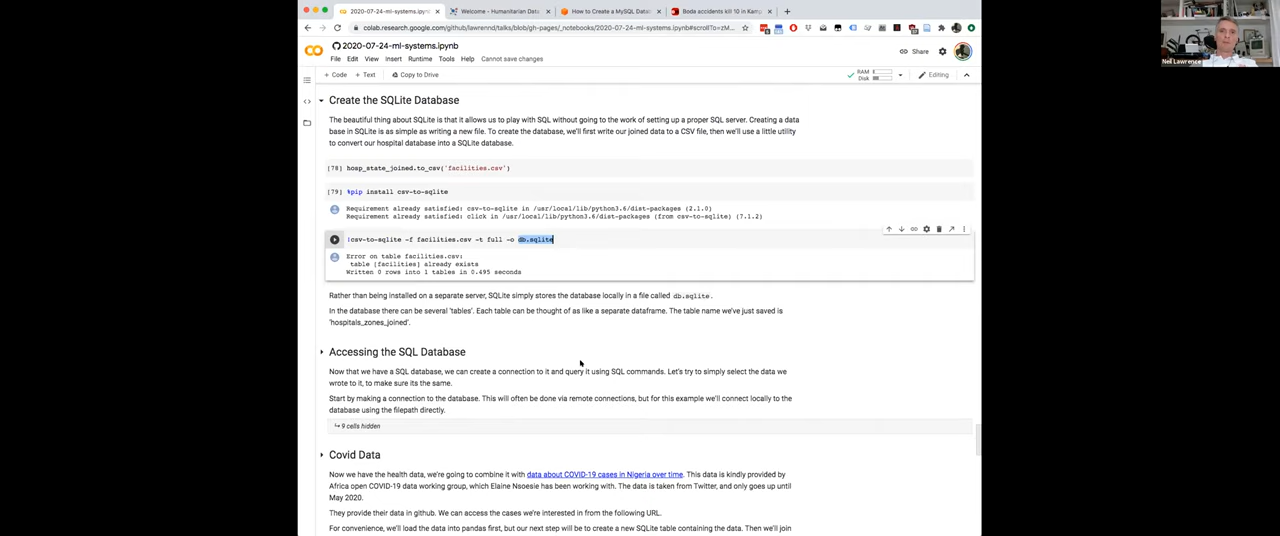 2020-07-24-ml-systems.ipynb
Welcome - Humanitarian Data
How to Create a MySQL Datab
Boda accidents kill 10 in Kamp
colab.research.google.com/github/lawrennd/talks/blob/gh-pages/_notebooks/2020-07-24-ml-systems.ipynb#scrollTo=zM...
2020-07-24-ml-systems.ipynb
File Edit View Insert Runtime Tools Help Cannot save changes
Share
+ Code + Text Copy to Drive
RAM
Disk
Editing
Create the SQLite Database
The beautiful thing about SQLite is that it allows us to play with SQL without going to the work of setting up a proper SQL server. Creating a data
base in SQLite is as simple as writing a new file. To create the database, we'll first write our joined data to a CSV file, then we'll use a little utility
to convert our hospital database into a SQLite database.
[78] hosp_state_joined.to_csv('facilities.csv')
[79] %pip install csv-to-sqlite
Requirement already satisfied: csv-to-sqlite in /usr/local/lib/python3.6/dist-packages (2.1.0)
Requirement already satisfied: click in /usr/local/lib/python3.6/dist-packages (from csv-to-sqlite) (7.1.2)
!csv-to-sqlite -f facilities.csv -t full -o db.sqlite
Error on table facilities.csv:
table [facilities] already exists
Written 0 rows into 1 tables in 0.495 seconds
Rather than being installed on a separate server, SQLite simply stores the database locally in a file called db.sqlite.
In the database there can be several 'tables'. Each table can be thought of as like a separate dataframe. The table name we've just saved is
'hospitals_zones_joined'.
Accessing the SQL Database
Now that we have a SQL database, we can create a connection to it and query it using SQL commands. Let's try to simply select the data we
wrote to it, to make sure its the same.
Start by making a connection to the database. This will often be done via remote connections, but for this example we'll connect locally to the
database using the filepath directly.
9 cells hidden
Covid Data
Now we have the health data, we're going to combine it with data about COVID-19 cases in Nigeria over time. This data is kindly provided by
Africa open COVID-19 data working group, which Elaine Nsoesie has been working with. The data is taken from Twitter, and only goes up until
May 2020.
They provide their data in github. We can access the cases we're interested in from the following URL.
For convenience, we'll load the data into pandas first, but our next step will be to create a new SQLite table containing the data. Then we'll join
Neil Lawrence